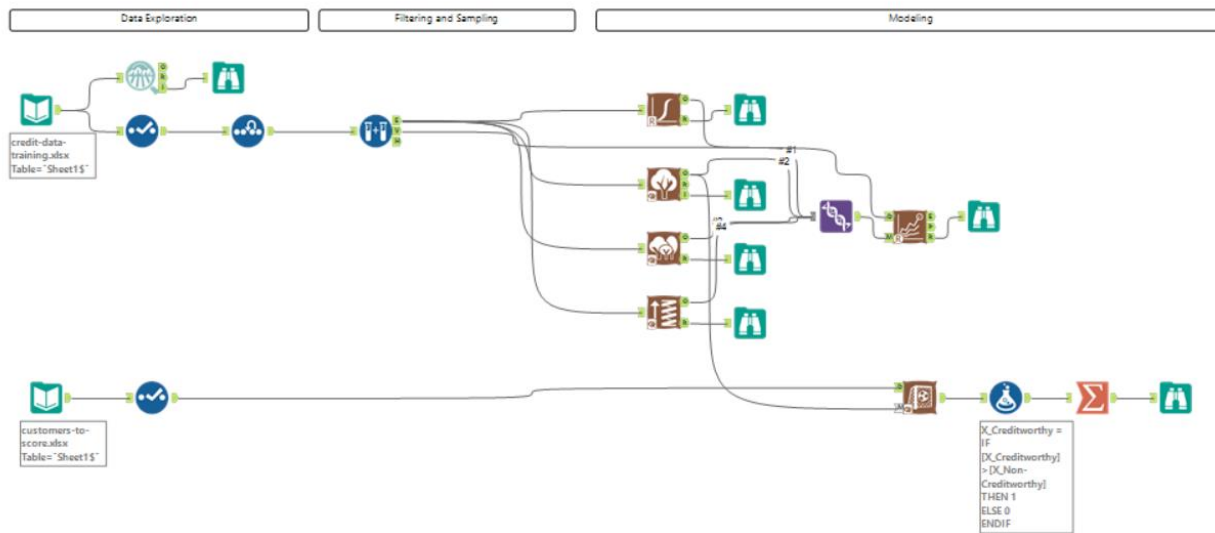 Data Exploration
Filtering and Sampling
Modeling
credit-data-
training.xlsx
Table=`Sheet1$`
#1
#2
#4
customers-to-
score.xlsx
Table=`Sheet1$`
X_Creditworthy =
IF
[X_Creditworthy]
> [X_Non-
Creditworthy]
THEN 1
ELSE 0
ENDIF